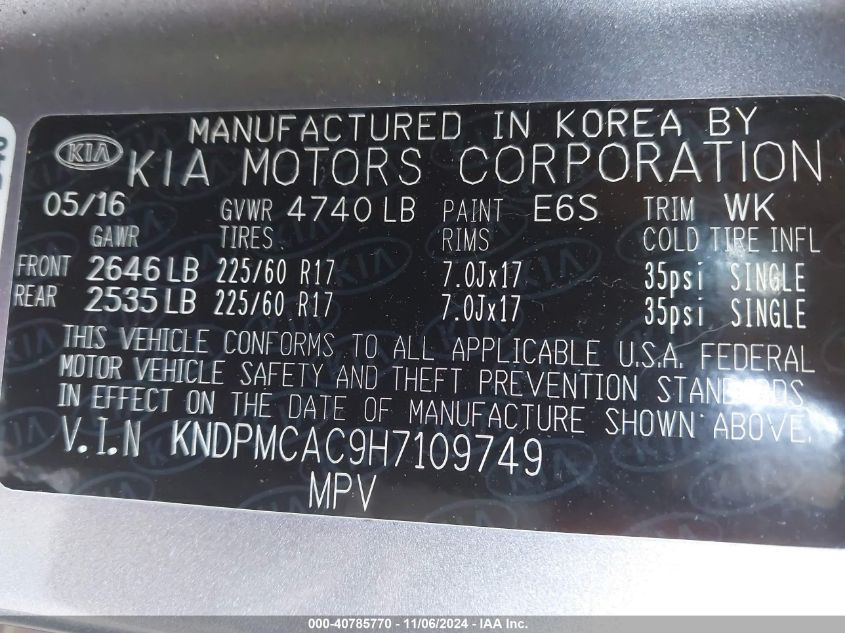 MANUFACTURED IN KOREA BY
KIA KIA MOTORS CORPORATION
05/16 GVWR 4740 LB PAINT E6S TRIM WK
GAWR TIRES RIMS COLD TIRE INFL
FRONT 2646 LB 225/60 R17 7.0Jx17 35psi SINGLE
REAR 2535 LB 225/60 R17 7.0Jx17 35psi SINGLE
THIS VEHICLE CONFORMS TO ALL APPLICABLE U.S.A. FEDERAL
MOTOR VEHICLE SAFETY AND THEFT PREVENTION STANDARDS
IN EFFECT ON THE DATE OF MANUFACTURE SHOWN ABOVE.
V.I.N KNDPMCAC9H7109749
MPV
©00 -40785770 - 11/06/2024 - IAA Inc.